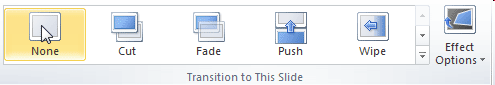 None Cut Fade Push Wipe Effect
Options
Transition to This Slide